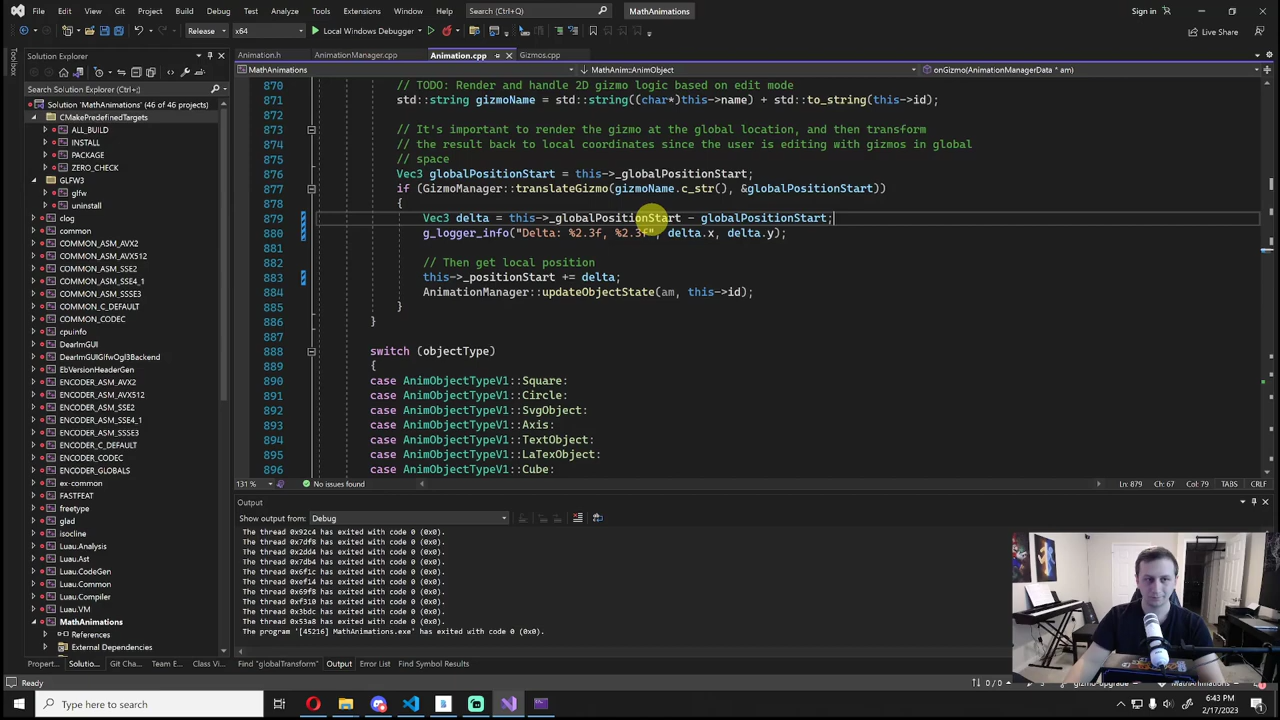 File Edit View Git Project Build Debug Test Analyze Tools Extensions Window Help Search (Ctrl+Q) MathAnimations Sign in
Release x64 Local Windows Debugger Live Share
Toolbox
Solution Explorer
Search Solution Explorer (Ctrl+;)
Solution 'MathAnimations' (46 of 46 projects)
CMakePredefinedTargets
ALL_BUILD
INSTALL
PACKAGE
ZERO_CHECK
GLFW3
glfw
uninstall
clog
common
COMMON_ASM_AVX2
COMMON_ASM_AVX512
COMMON_ASM_SSE2
COMMON_ASM_SSE4_1
COMMON_C_DEFAULT
COMMON_CODEC
cpuinfo
DearImGUI
DearImGuiGlfwOgl3Backend
EbVersionHeaderGen
ENCODER_ASM_AVX2
ENCODER_ASM_AVX512
ENCODER_ASM_SSE2
ENCODER_ASM_SSE4_1
ENCODER_ASM_SSSE3
ENCODER_C_DEFAULT
ENCODER_CODEC
ENCODER_GLOBALS
ex-common
FASTFEAT
freetype
glad
isocline
Luau.Analysis
Luau.Ast
Luau.CodeGen
Luau.Common
Luau.Compiler
Luau.VM
MathAnimations
References
External Dependencies
Propert... Solutio... Git Cha... Team E... Class Vi...
Animation.h AnimationManager.cpp Animation.cpp Gizmos.cpp
MathAnimations MathAnim::AnimObject onGizmo(AnimationManagerData * am)
870 // TODO: Render and handle 2D gizmo logic based on edit mode
871 std::string gizmoName = std::string((char*)this->name) + std::to_string(this->id);
872
873 // It's important to render the gizmo at the global location, and then transform
874 // the result back to local coordinates since the user is editing with gizmos in global
875 // space
876 Vec3 globalPositionStart = this->_globalPositionStart;
877 if (GizmoManager::translateGizmo(gizmoName.c_str(), &globalPositionStart))
878 {
879 Vec3 delta = this->_globalPositionStart - globalPositionStart;
880 g_logger_info("Delta: %2.3f, %2.3f", delta.x, delta.y);
881
882 // Then get local position
883 this->_positionStart += delta;
884 AnimationManager::updateObjectState(am, this->id);
885 }
886 }
887
888 switch (objectType)
889 {
890 case AnimObjectTypeV1::Square:
891 case AnimObjectTypeV1::Circle:
892 case AnimObjectTypeV1::SvgObject:
893 case AnimObjectTypeV1::Axis:
894 case AnimObjectTypeV1::TextObject:
895 case AnimObjectTypeV1::LaTexObject:
896 case AnimObjectTypeV1::Cube:
131 % No issues found Ln: 879 Ch: 67 Col: 79 TABS CRLF
Output
Show output from: Debug
The thread 0x92c4 has exited with code 0 (0x0).
The thread 0x7df8 has exited with code 0 (0x0).
The thread 0x2dd4 has exited with code 0 (0x0).
The thread 0x7db4 has exited with code 0 (0x0).
The thread 0x6f1c has exited with code 0 (0x0).
The thread 0xef14 has exited with code 0 (0x0).
The thread 0x69f8 has exited with code 0 (0x0).
The thread 0xf310 has exited with code 0 (0x0).
The thread 0x3bdc has exited with code 0 (0x0).
The thread 0x53a8 has exited with code 0 (0x0).
The program '[45216] MathAnimations.exe' has exited with code 0 (0x0).
Find "globalTransform" Output Error List Find Symbol Results
Ready 0 / 0 gizmo-upgrade MathAnimations
Type here to search
6:43 PM
2/17/2023